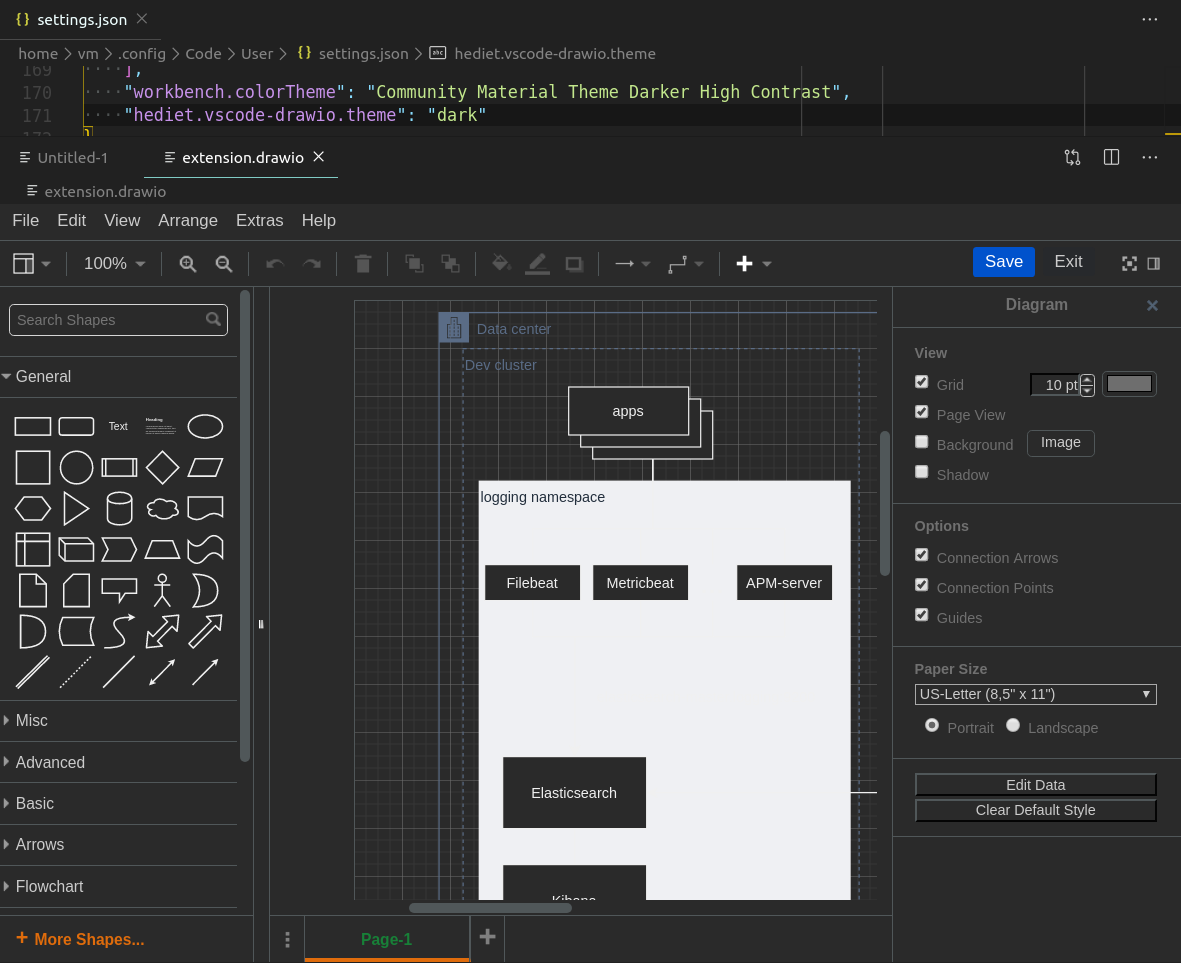 {} settings.json
home > vm > .config > Code > User > {} settings.json > abc hediet.vscode-drawio.theme
169 ····],
170 ····"workbench.colorTheme": "Community Material Theme Darker High Contrast",
171 ····"hediet.vscode-drawio.theme": "dark"
172 }
Untitled-1 extension.drawio
extension.drawio
File Edit View Arrange Extras Help
100% Save Exit
Search Shapes
General
Text Heading
Misc
Advanced
Basic
Arrows
Flowchart
+ More Shapes...
Data center
Dev cluster
apps
logging namespace
Filebeat Metricbeat APM-server
Elasticsearch
Kibana
Page-1
Diagram
View
Grid 10 pt
Page View
Background Image
Shadow
Options
Connection Arrows
Connection Points
Guides
Paper Size
US-Letter (8,5" x 11")
Portrait Landscape
Edit Data
Clear Default Style